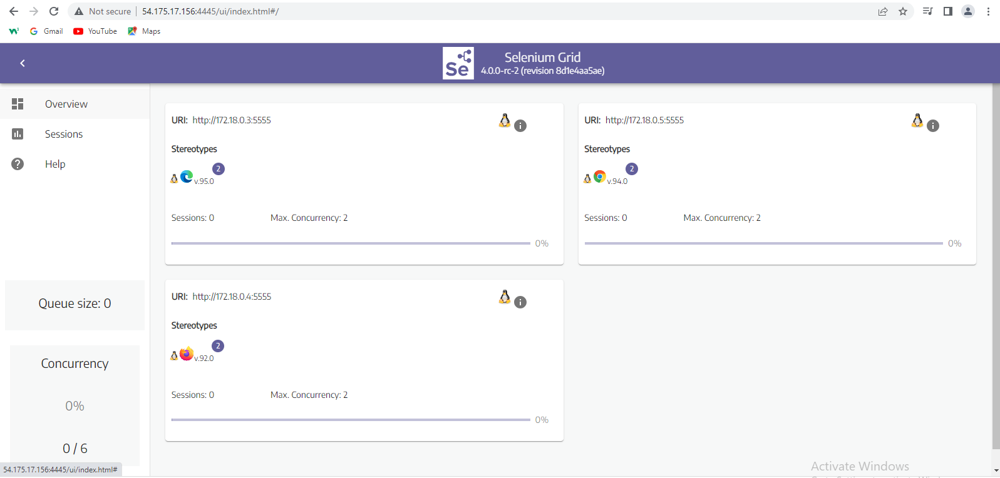 Not secure | 54.175.17.156:4445/ui/index.html#/
Gmail YouTube Maps
Se
Selenium Grid
4.0.0-rc-2 (revision 8d1e4aa5ae)
Overview
Sessions
Help
Queue size: 0
Concurrency
0%
0 / 6
URI: http://172.18.0.3:5555
Stereotypes
v.95.0 2
Sessions: 0 Max. Concurrency: 2
0%
URI: http://172.18.0.5:5555
Stereotypes
v.94.0 2
Sessions: 0 Max. Concurrency: 2
0%
URI: http://172.18.0.4:5555
Stereotypes
v.92.0 2
Sessions: 0 Max. Concurrency: 2
0%
54.175.17.156:4445/ui/index.html#
Activate Windows